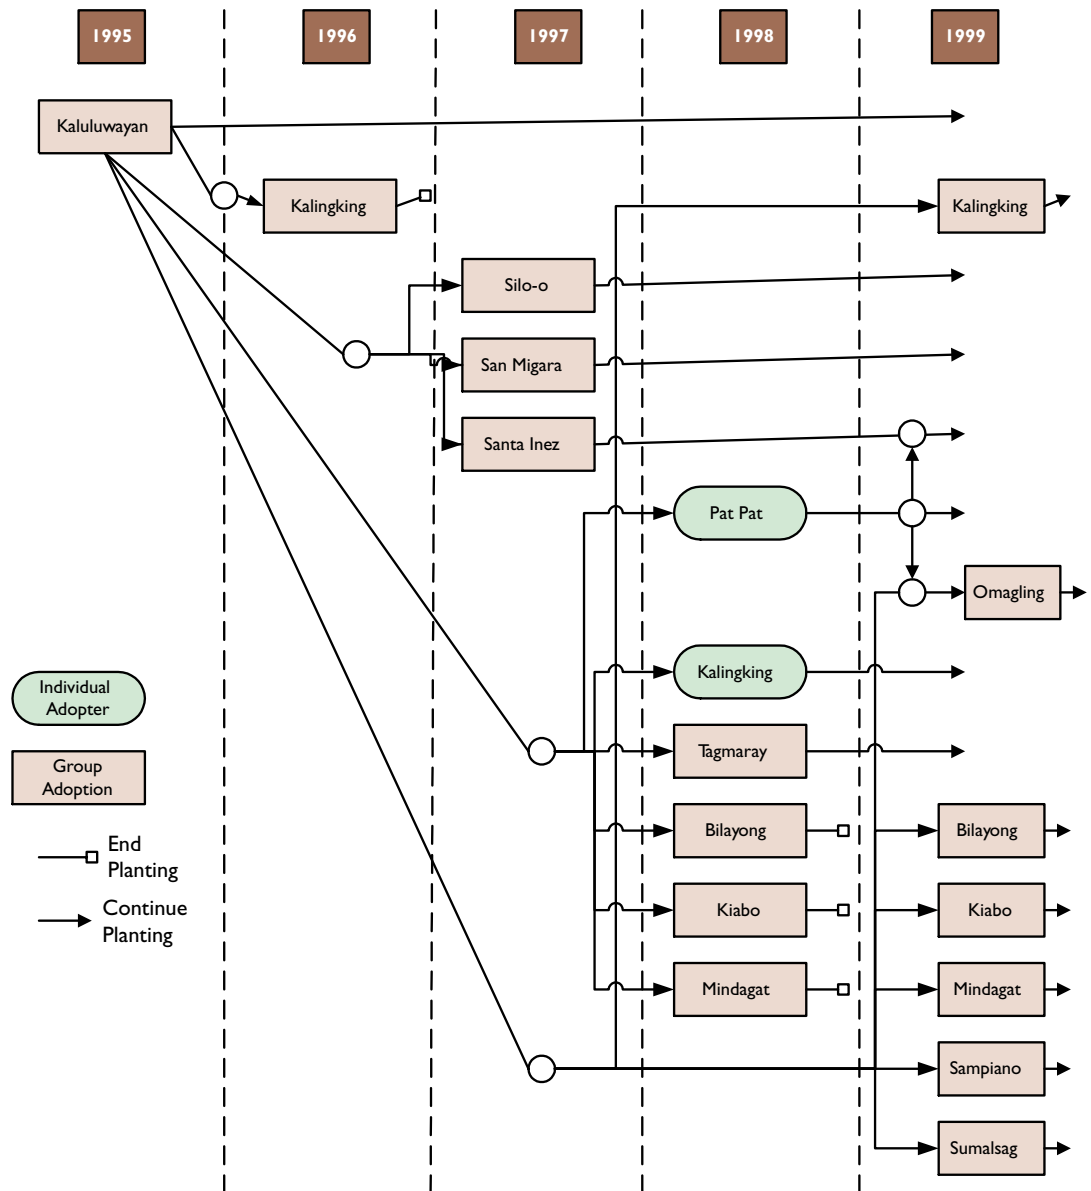 1995
1996
1997
1998
1999
Kaluluwayan
Kalingking
Kalingking
Silo-o
San Migara
Santa Inez
Pat Pat
Omagling
Kalingking
Individual
Adopter
Tagmaray
Group
Adoption
Bilayong
Bilayong
End
Planting
Kiabo
Kiabo
Continue
Planting
Mindagat
Mindagat
Sampiano
Sumalsag